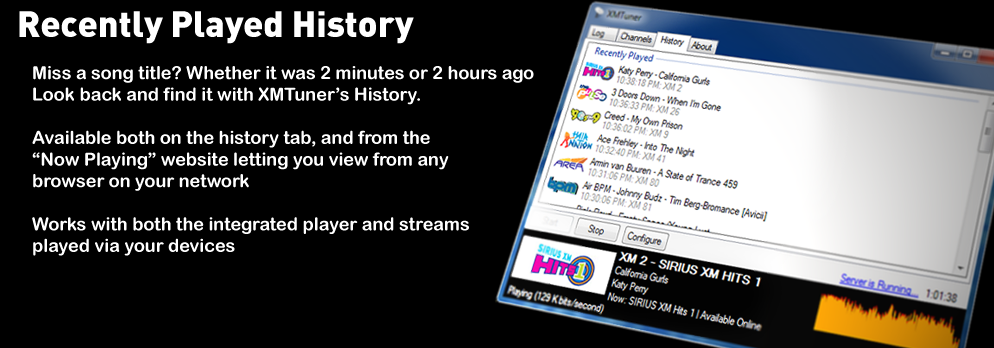 Recently Played History
Miss a song title? Whether it was 2 minutes or 2 hours ago
Look back and find it with XMTuner's History.
Available both on the history tab, and from the
“Now Playing” website letting you view from any
browser on your network
Works with both the integrated player and streams
played via your devices
XMTuner
Log Channels History About
Recently Played
Katy Perry - California Gurls
10:38:18 PM: XM 2
3 Doors Down - When I'm Gone
10:36:33 PM: XM 26
Creed - My Own Prison
10:36:02 PM: XM 9
Ace Frehley - Into The Night
10:32:40 PM: XM 41
Armin van Buuren - A State of Trance 459
10:31:06 PM: XM 80
Air BPM - Johnny Budz - Tim Berg-Bromance [Avicii]
10:30:06 PM: XM 81
AREA
bpm
Start Stop Configure
SIRIUS XM
HITS 1
XM 2 - SIRIUS XM HITS 1
California Gurls
Katy Perry
Now: SIRIUS XM Hits 1 | Available Online
Server is Running...
1:01:38
Playing (129 Kbits/second)